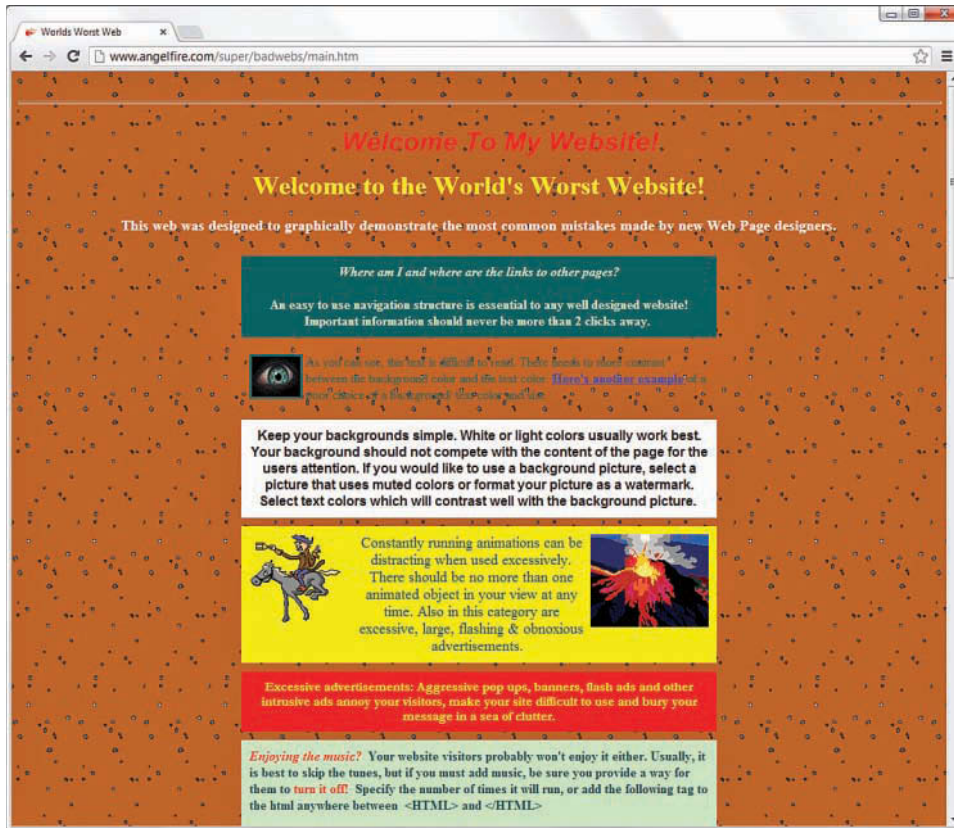 Worlds Worst Web
www.angelfire.com/super/badwebs/main.htm
Welcome To My Website!
Welcome to the World's Worst Website!
This web was designed to graphically demonstrate the most common mistakes made by new Web Page designers.
Where am I and where are the links to other pages?
An easy to use navigation structure is essential to any well designed website!
Important information should never be more than 2 clicks away.
As you can see, this text is difficult to read. There needs to more contrast
between the background color and the text color. Here's another example of a
poor choice of a background/ text color and size.
Keep your backgrounds simple. White or light colors usually work best.
Your background should not compete with the content of the page for the
users attention. If you would like to use a background picture, select a
picture that uses muted colors or format your picture as a watermark.
Select text colors which will contrast well with the background picture.
Constantly running animations can be
distracting when used excessively.
There should be no more than one
animated object in your view at any
time. Also in this category are
excessive, large, flashing & obnoxious
advertisements.
Excessive advertisements: Aggressive pop ups, banners, flash ads and other
intrusive ads annoy your visitors, make your site difficult to use and bury your
message in a sea of clutter.
Enjoying the music? Your website visitors probably won't enjoy it either. Usually, it
is best to skip the tunes, but if you must add music, be sure you provide a way for
them to turn it off! Specify the number of times it will run, or add the following tag to
the html anywhere between <HTML> and </HTML>